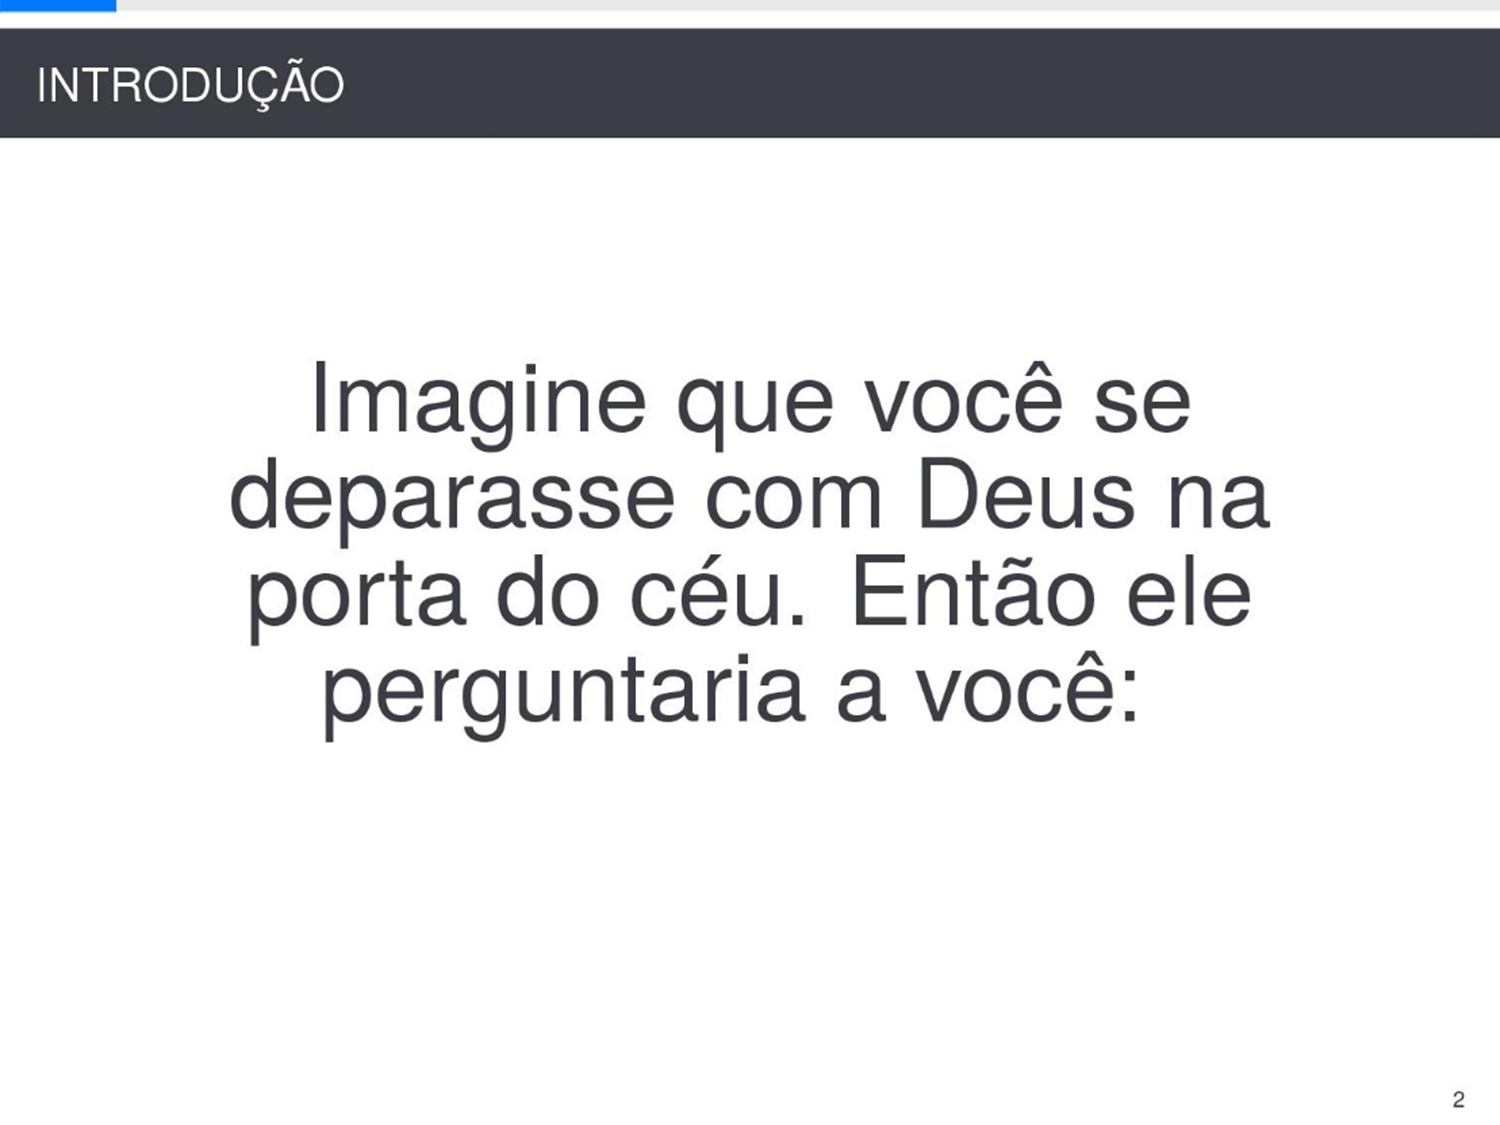 INTRODUÇÃO
Imagine que você se
deparasse com Deus na
porta do céu. Então ele
perguntaria a você:
2